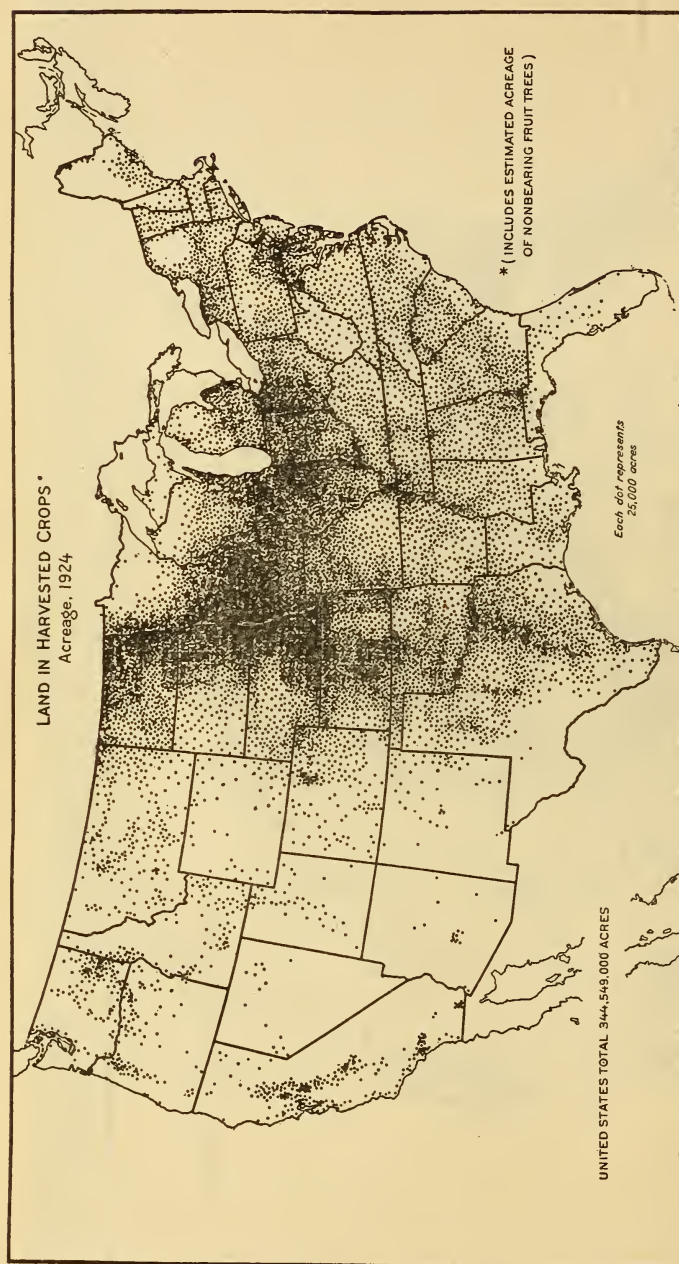 LAND IN HARVESTED CROPS*
Acreage, 1924
*(INCLUDES ESTIMATED ACREAGE
OF NONBEARING FRUIT TREES)
Each dot represents
25,000 acres
UNITED STATES TOTAL 344,549,000 ACRES